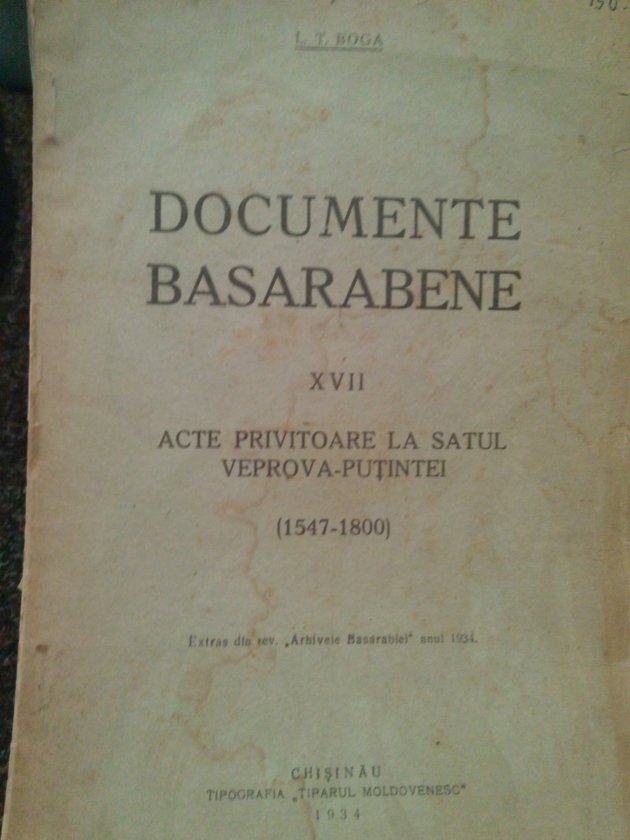 L. T. BOGA
DOCUMENTE
BASARABENE
XVII
ACTE PRIVITOARE LA SATUL
VEPROVA-PUȚINTEI
(1547-1800)
Extras din rev. „Arhivele Basarabiei“ anul 1934.
CHIȘINĂU
TIPOGRAFIA „TIPARUL MOLDOVENESC“
1934